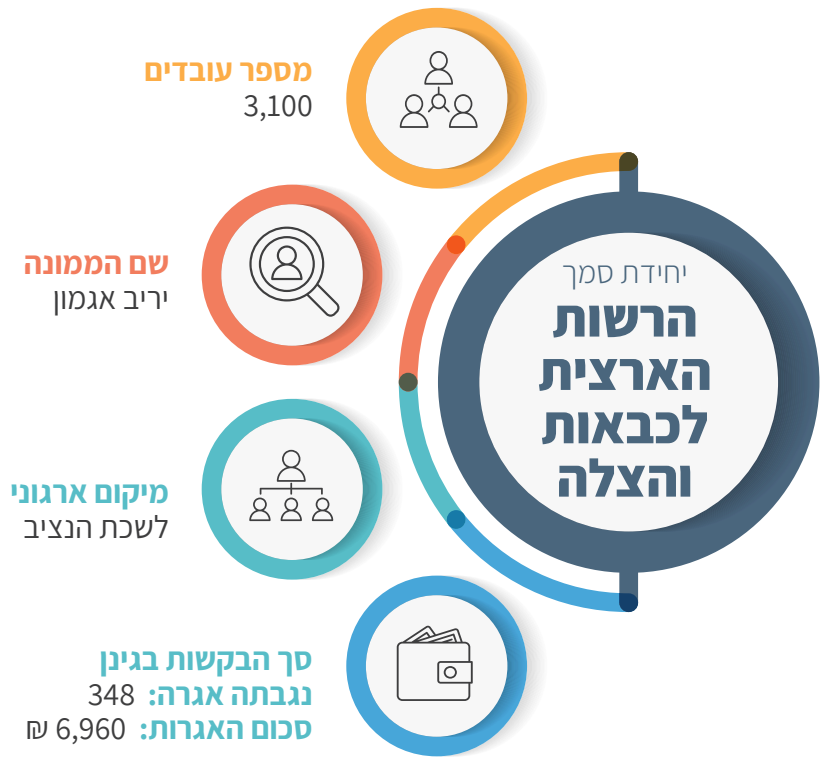 יחידת סמך
הרשות
הארצית
לכבאות
והצלה
מספר עובדים
3,100
שם הממונה
יריב אגמון
מיקום ארגוני
לשכת הנציב
סך הבקשות בגינן
נגבתה אגרה: 348
סכום האגרות: 6,960 ₪